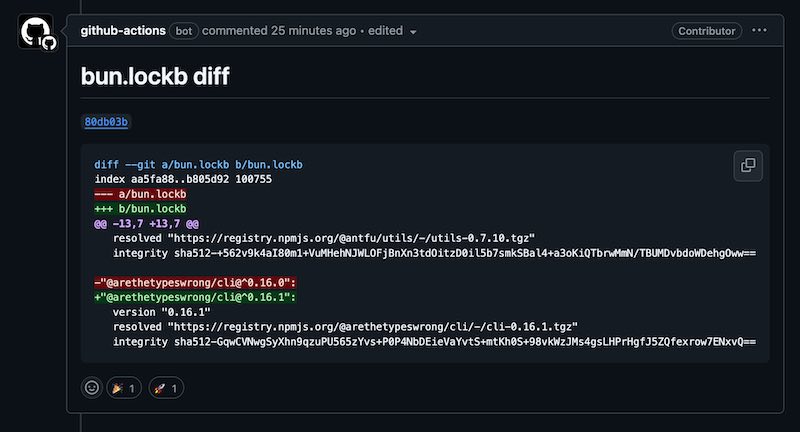 github-actions bot commented 25 minutes ago • edited Contributor ...
bun.lockb diff
80db03b
diff --git a/bun.lockb b/bun.lockb
index aa5fa88..b805d92 100755
--- a/bun.lockb
+++ b/bun.lockb
@@ -13,7 +13,7 @@
resolved "https://registry.npmjs.org/@antfu/utils/-/utils-0.7.10.tgz"
integrity sha512-+562v9k4aI80m1+VuMHehNJWLOFjBnXn3tdOitzD0il5b7smkSBal4+a3oKiQTbrwMmN/TBUMDvbdoWDehgOww==
-"@arethetypeswrong/cli@^0.16.0":
+"@arethetypeswrong/cli@^0.16.1":
version "0.16.1"
resolved "https://registry.npmjs.org/@arethetypeswrong/cli/-/cli-0.16.1.tgz"
integrity sha512-GqwCVNwgSyXhn9qzuPU565zYvs+P0P4NbDEieVaYvtS+mtKh0S+98vkWzJMs4gsLHPrHgfJ5ZQfexrow7ENxvQ==
🎉 1 🚀 1